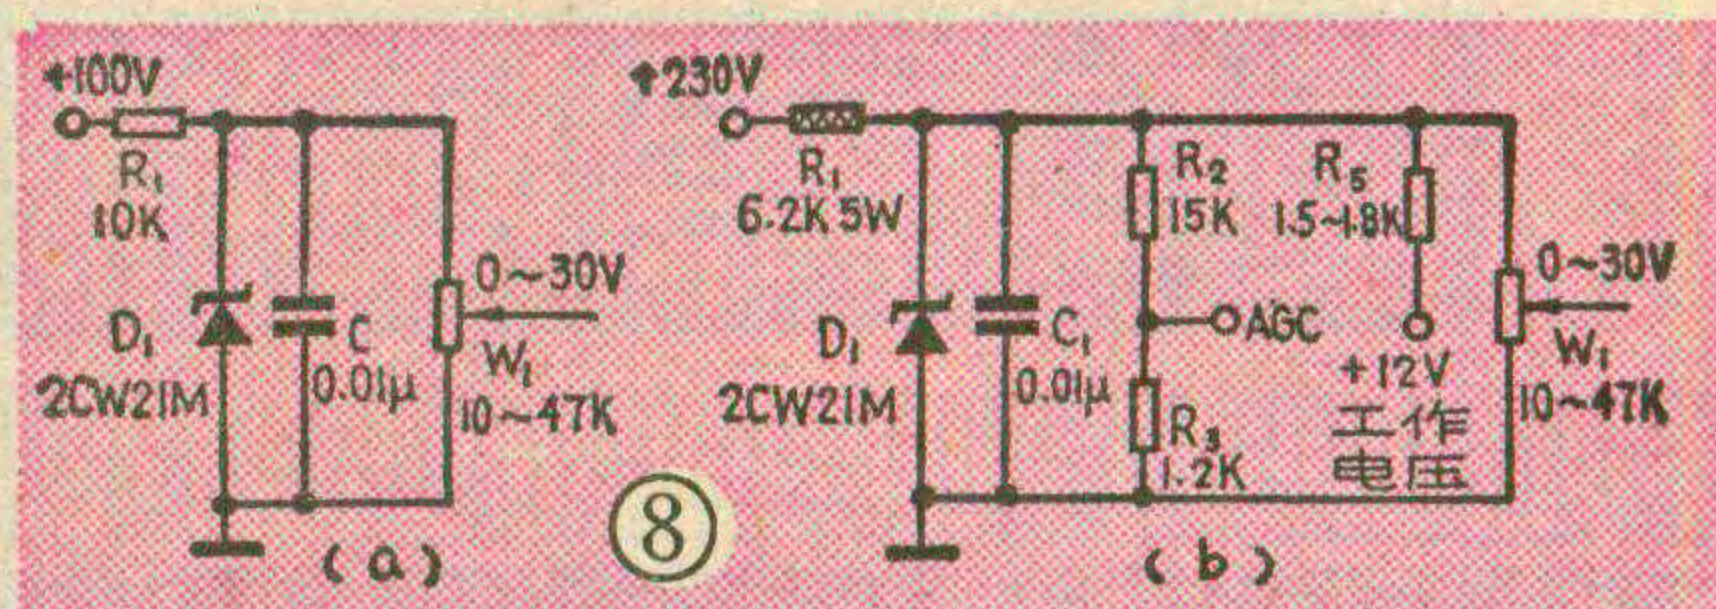 +100V
R₁
10K
D₁
2CW21M
C
0.01μ
0~30V
W₁
10~47K
(a)
⑧
+230V
R₁
6.2K 5W
D₁
2CW21M
C₁
0.01μ
R₂
15K
AGC
R₃
1.2K
R₅
1.5~1.8K
+12V
工作
电压
0~30V
W₁
10~47K
(b)